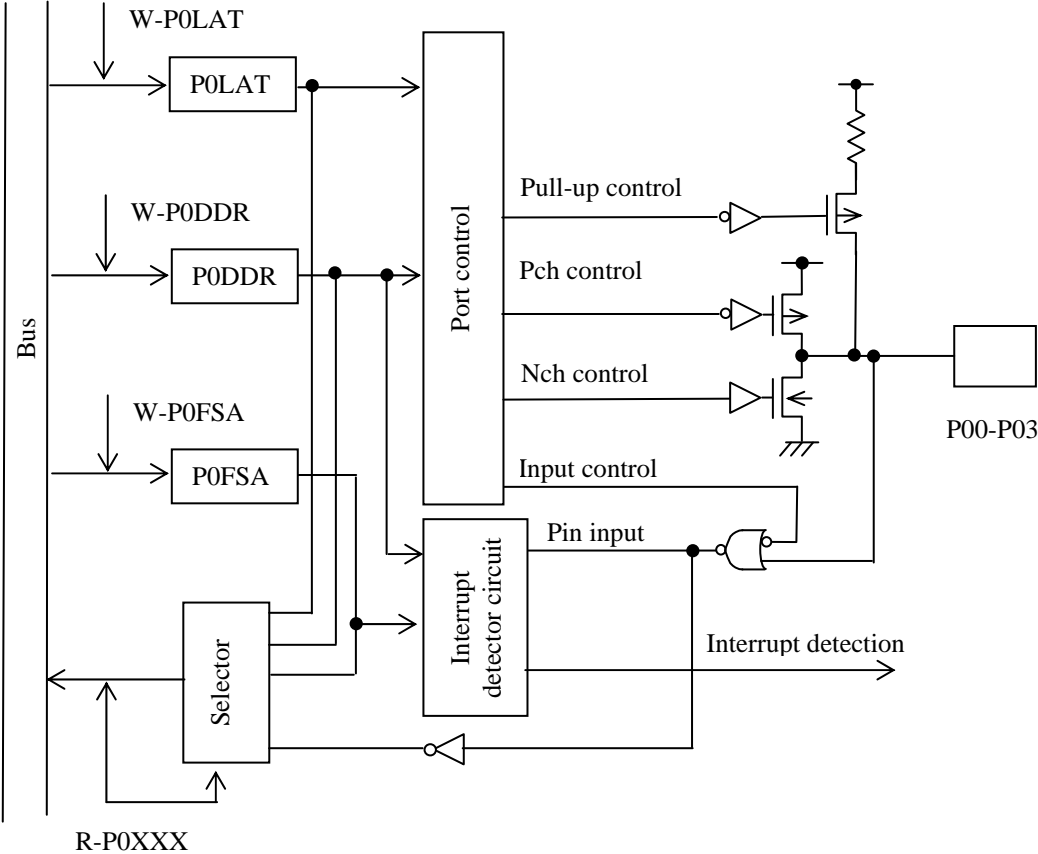 W-P0LAT
P0LAT
Pull-up control
W-P0DDR
P0DDR
Pch control
Port control
Bus
Nch control
W-P0FSA
P00-P03
P0FSA
Input control
Pin input
Interrupt
detector circuit
Interrupt detection
Selector
R-P0XXX